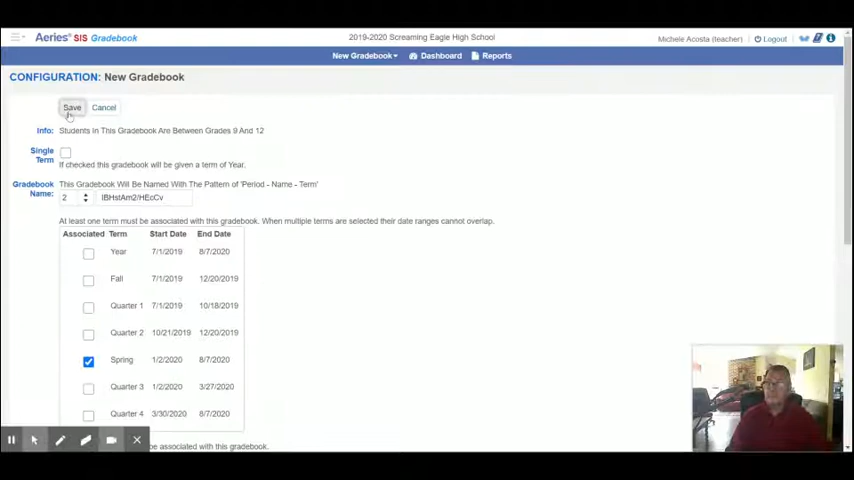 Aeries® SIS Gradebook
2019-2020 Screaming Eagle High School
Michele Acosta (teacher) Logout
New Gradebook Dashboard Reports
CONFIGURATION: New Gradebook
Save Cancel
Info: Students In This Gradebook Are Between Grades 9 And 12
Single Term
If checked this gradebook will be given a term of Year.
Gradebook Name: This Gradebook Will Be Named With The Pattern of 'Period - Name - Term'
2 IBHstAm2/HEcCv
At least one term must be associated with this gradebook. When multiple terms are selected their date ranges cannot overlap.
Associated Term Start Date End Date
Year 7/1/2019 8/7/2020
Fall 7/1/2019 12/20/2019
Quarter 1 7/1/2019 10/18/2019
Quarter 2 10/21/2019 12/20/2019
Spring 1/2/2020 8/7/2020
Quarter 3 1/2/2020 3/27/2020
Quarter 4 3/30/2020 8/7/2020
be associated with this gradebook.